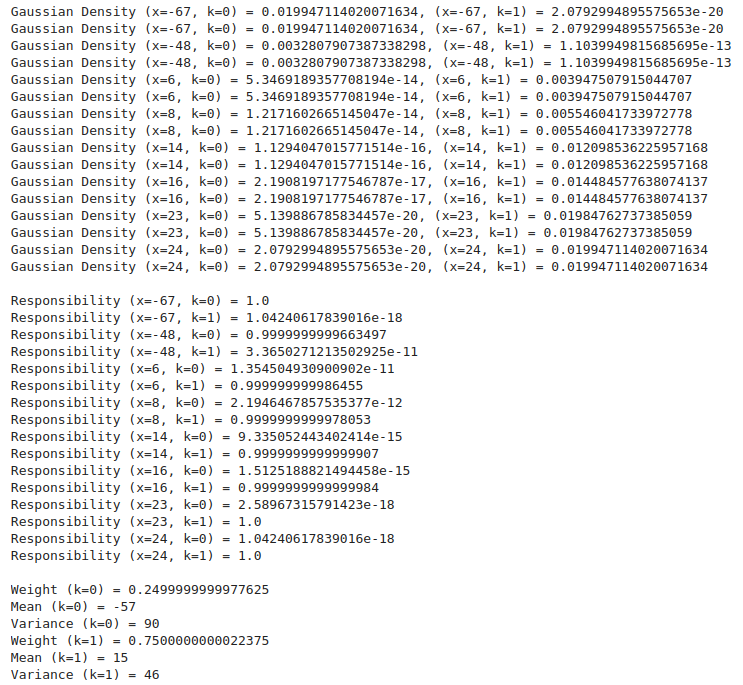 Gaussian Density (x=-67, k=0) = 0.019947114020071634, (x=-67, k=1) = 2.0792994895575653e-20
Gaussian Density (x=-67, k=0) = 0.019947114020071634, (x=-67, k=1) = 2.0792994895575653e-20
Gaussian Density (x=-48, k=0) = 0.0032807907387338298, (x=-48, k=1) = 1.1039949815685695e-13
Gaussian Density (x=-48, k=0) = 0.0032807907387338298, (x=-48, k=1) = 1.1039949815685695e-13
Gaussian Density (x=6, k=0) = 5.3469189357708194e-14, (x=6, k=1) = 0.003947507915044707
Gaussian Density (x=6, k=0) = 5.3469189357708194e-14, (x=6, k=1) = 0.003947507915044707
Gaussian Density (x=8, k=0) = 1.2171602665145047e-14, (x=8, k=1) = 0.005546041733972778
Gaussian Density (x=8, k=0) = 1.2171602665145047e-14, (x=8, k=1) = 0.005546041733972778
Gaussian Density (x=14, k=0) = 1.1294047015771514e-16, (x=14, k=1) = 0.012098536225957168
Gaussian Density (x=14, k=0) = 1.1294047015771514e-16, (x=14, k=1) = 0.012098536225957168
Gaussian Density (x=16, k=0) = 2.1908197177546787e-17, (x=16, k=1) = 0.014484577638074137
Gaussian Density (x=16, k=0) = 2.1908197177546787e-17, (x=16, k=1) = 0.014484577638074137
Gaussian Density (x=23, k=0) = 5.139886785834457e-20, (x=23, k=1) = 0.01984762737385059
Gaussian Density (x=23, k=0) = 5.139886785834457e-20, (x=23, k=1) = 0.01984762737385059
Gaussian Density (x=24, k=0) = 2.0792994895575653e-20, (x=24, k=1) = 0.019947114020071634
Gaussian Density (x=24, k=0) = 2.0792994895575653e-20, (x=24, k=1) = 0.019947114020071634
Responsibility (x=-67, k=0) = 1.0
Responsibility (x=-67, k=1) = 1.04240617839016e-18
Responsibility (x=-48, k=0) = 0.9999999999663497
Responsibility (x=-48, k=1) = 3.3650271213502925e-11
Responsibility (x=6, k=0) = 1.354504930900902e-11
Responsibility (x=6, k=1) = 0.999999999986455
Responsibility (x=8, k=0) = 2.1946467857535377e-12
Responsibility (x=8, k=1) = 0.9999999999978053
Responsibility (x=14, k=0) = 9.335052443402414e-15
Responsibility (x=14, k=1) = 0.9999999999999907
Responsibility (x=16, k=0) = 1.5125188821494458e-15
Responsibility (x=16, k=1) = 0.9999999999999984
Responsibility (x=23, k=0) = 2.58967315791423e-18
Responsibility (x=23, k=1) = 1.0
Responsibility (x=24, k=0) = 1.04240617839016e-18
Responsibility (x=24, k=1) = 1.0
Weight (k=0) = 0.2499999999977625
Mean (k=0) = -57
Variance (k=0) = 90
Weight (k=1) = 0.7500000000022375
Mean (k=1) = 15
Variance (k=1) = 46